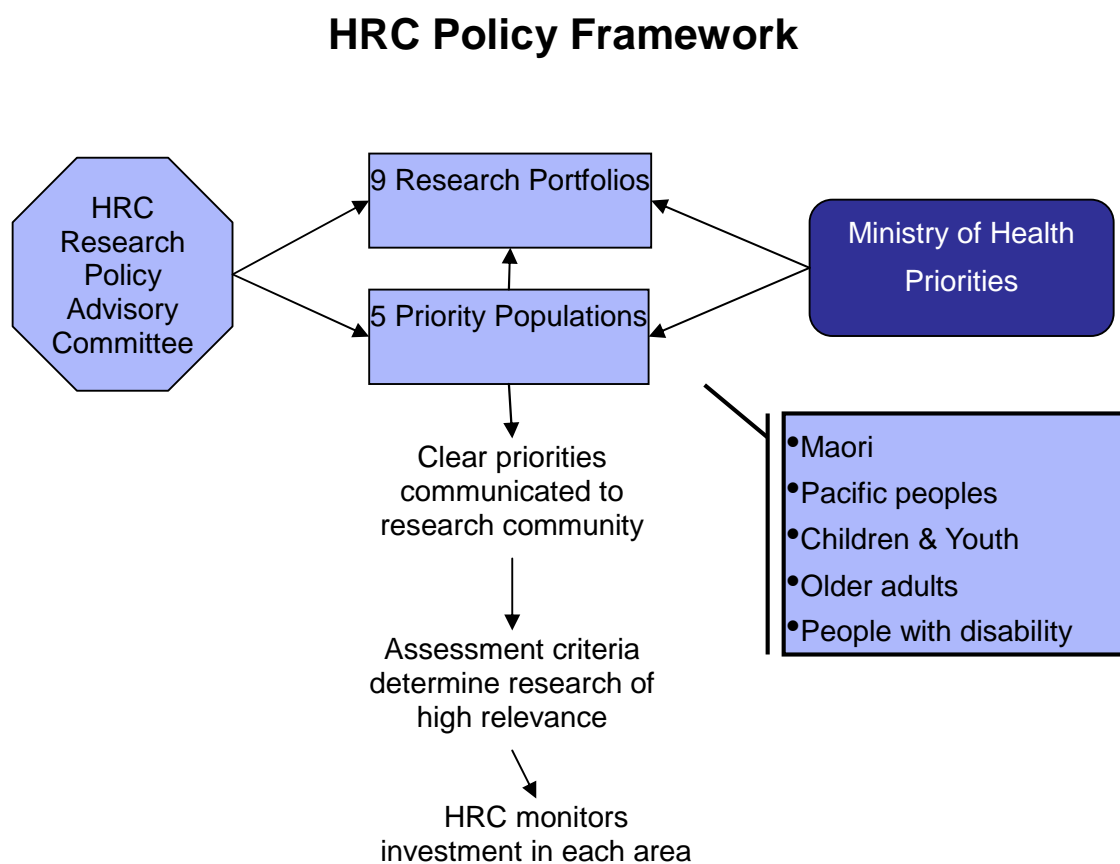 HRC Policy Framework
HRC
Research
Policy
Advisory
Committee
9 Research Portfolios
5 Priority Populations
Ministry of Health
Priorities
Clear priorities
communicated to
research community
•Maori
•Pacific peoples
•Children & Youth
•Older adults
•People with disability
Assessment criteria
determine research of
high relevance
HRC monitors
investment in each area